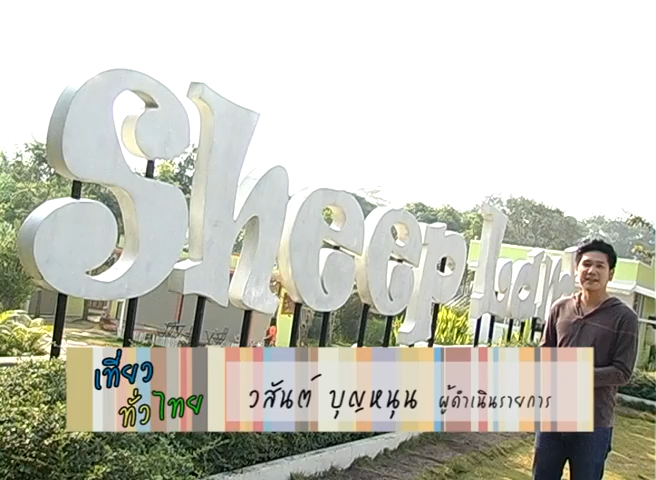 Sheep land
เที่ยว
ทั่วไทย
วสันต์ บุญหนุน ผู้ดำเนินรายการ